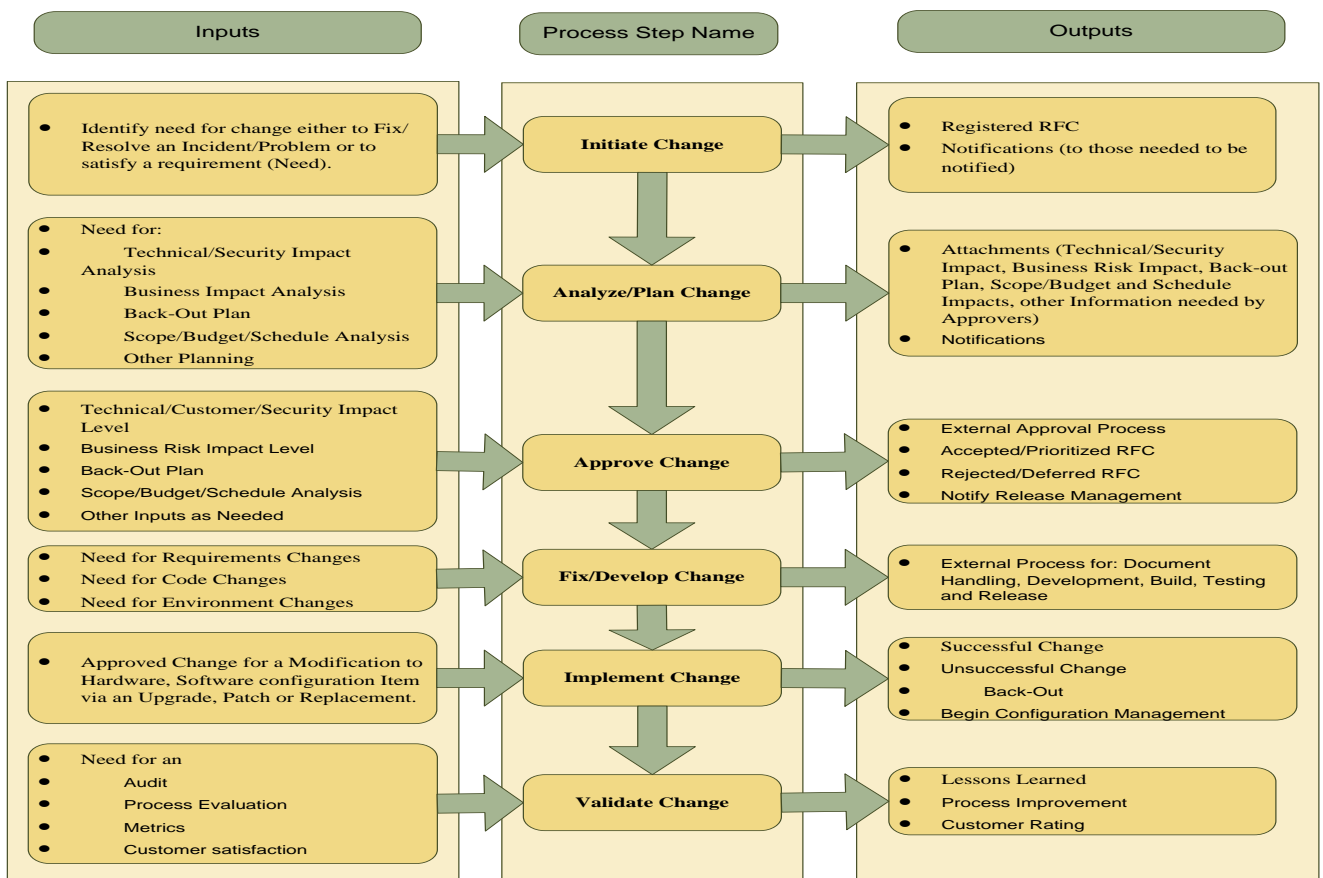 Inputs
Process Step Name
Outputs
• Identify need for change either to Fix/
Resolve an Incident/Problem or to
satisfy a requirement (Need).
Initiate Change
• Registered RFC
• Notifications (to those needed to be
notified)
• Need for:
• Technical/Security Impact
Analysis
• Business Impact Analysis
• Back-Out Plan
• Scope/Budget/Schedule Analysis
• Other Planning
Analyze/Plan Change
• Attachments (Technical/Security
Impact, Business Risk Impact, Back-out
Plan, Scope/Budget and Schedule
Impacts, other Information needed by
Approvers)
• Notifications
• Technical/Customer/Security Impact
Level
• Business Risk Impact Level
• Back-Out Plan
• Scope/Budget/Schedule Analysis
• Other Inputs as Needed
Approve Change
• External Approval Process
• Accepted/Prioritized RFC
• Rejected/Deferred RFC
• Notify Release Management
• Need for Requirements Changes
• Need for Code Changes
• Need for Environment Changes
Fix/Develop Change
• External Process for: Document
Handling, Development, Build, Testing
and Release
• Approved Change for a Modification to
Hardware, Software configuration Item
via an Upgrade, Patch or Replacement.
Implement Change
• Successful Change
• Unsuccessful Change
• Back-Out
• Begin Configuration Management
• Need for an
• Audit
• Process Evaluation
• Metrics
• Customer satisfaction
Validate Change
• Lessons Learned
• Process Improvement
• Customer Rating